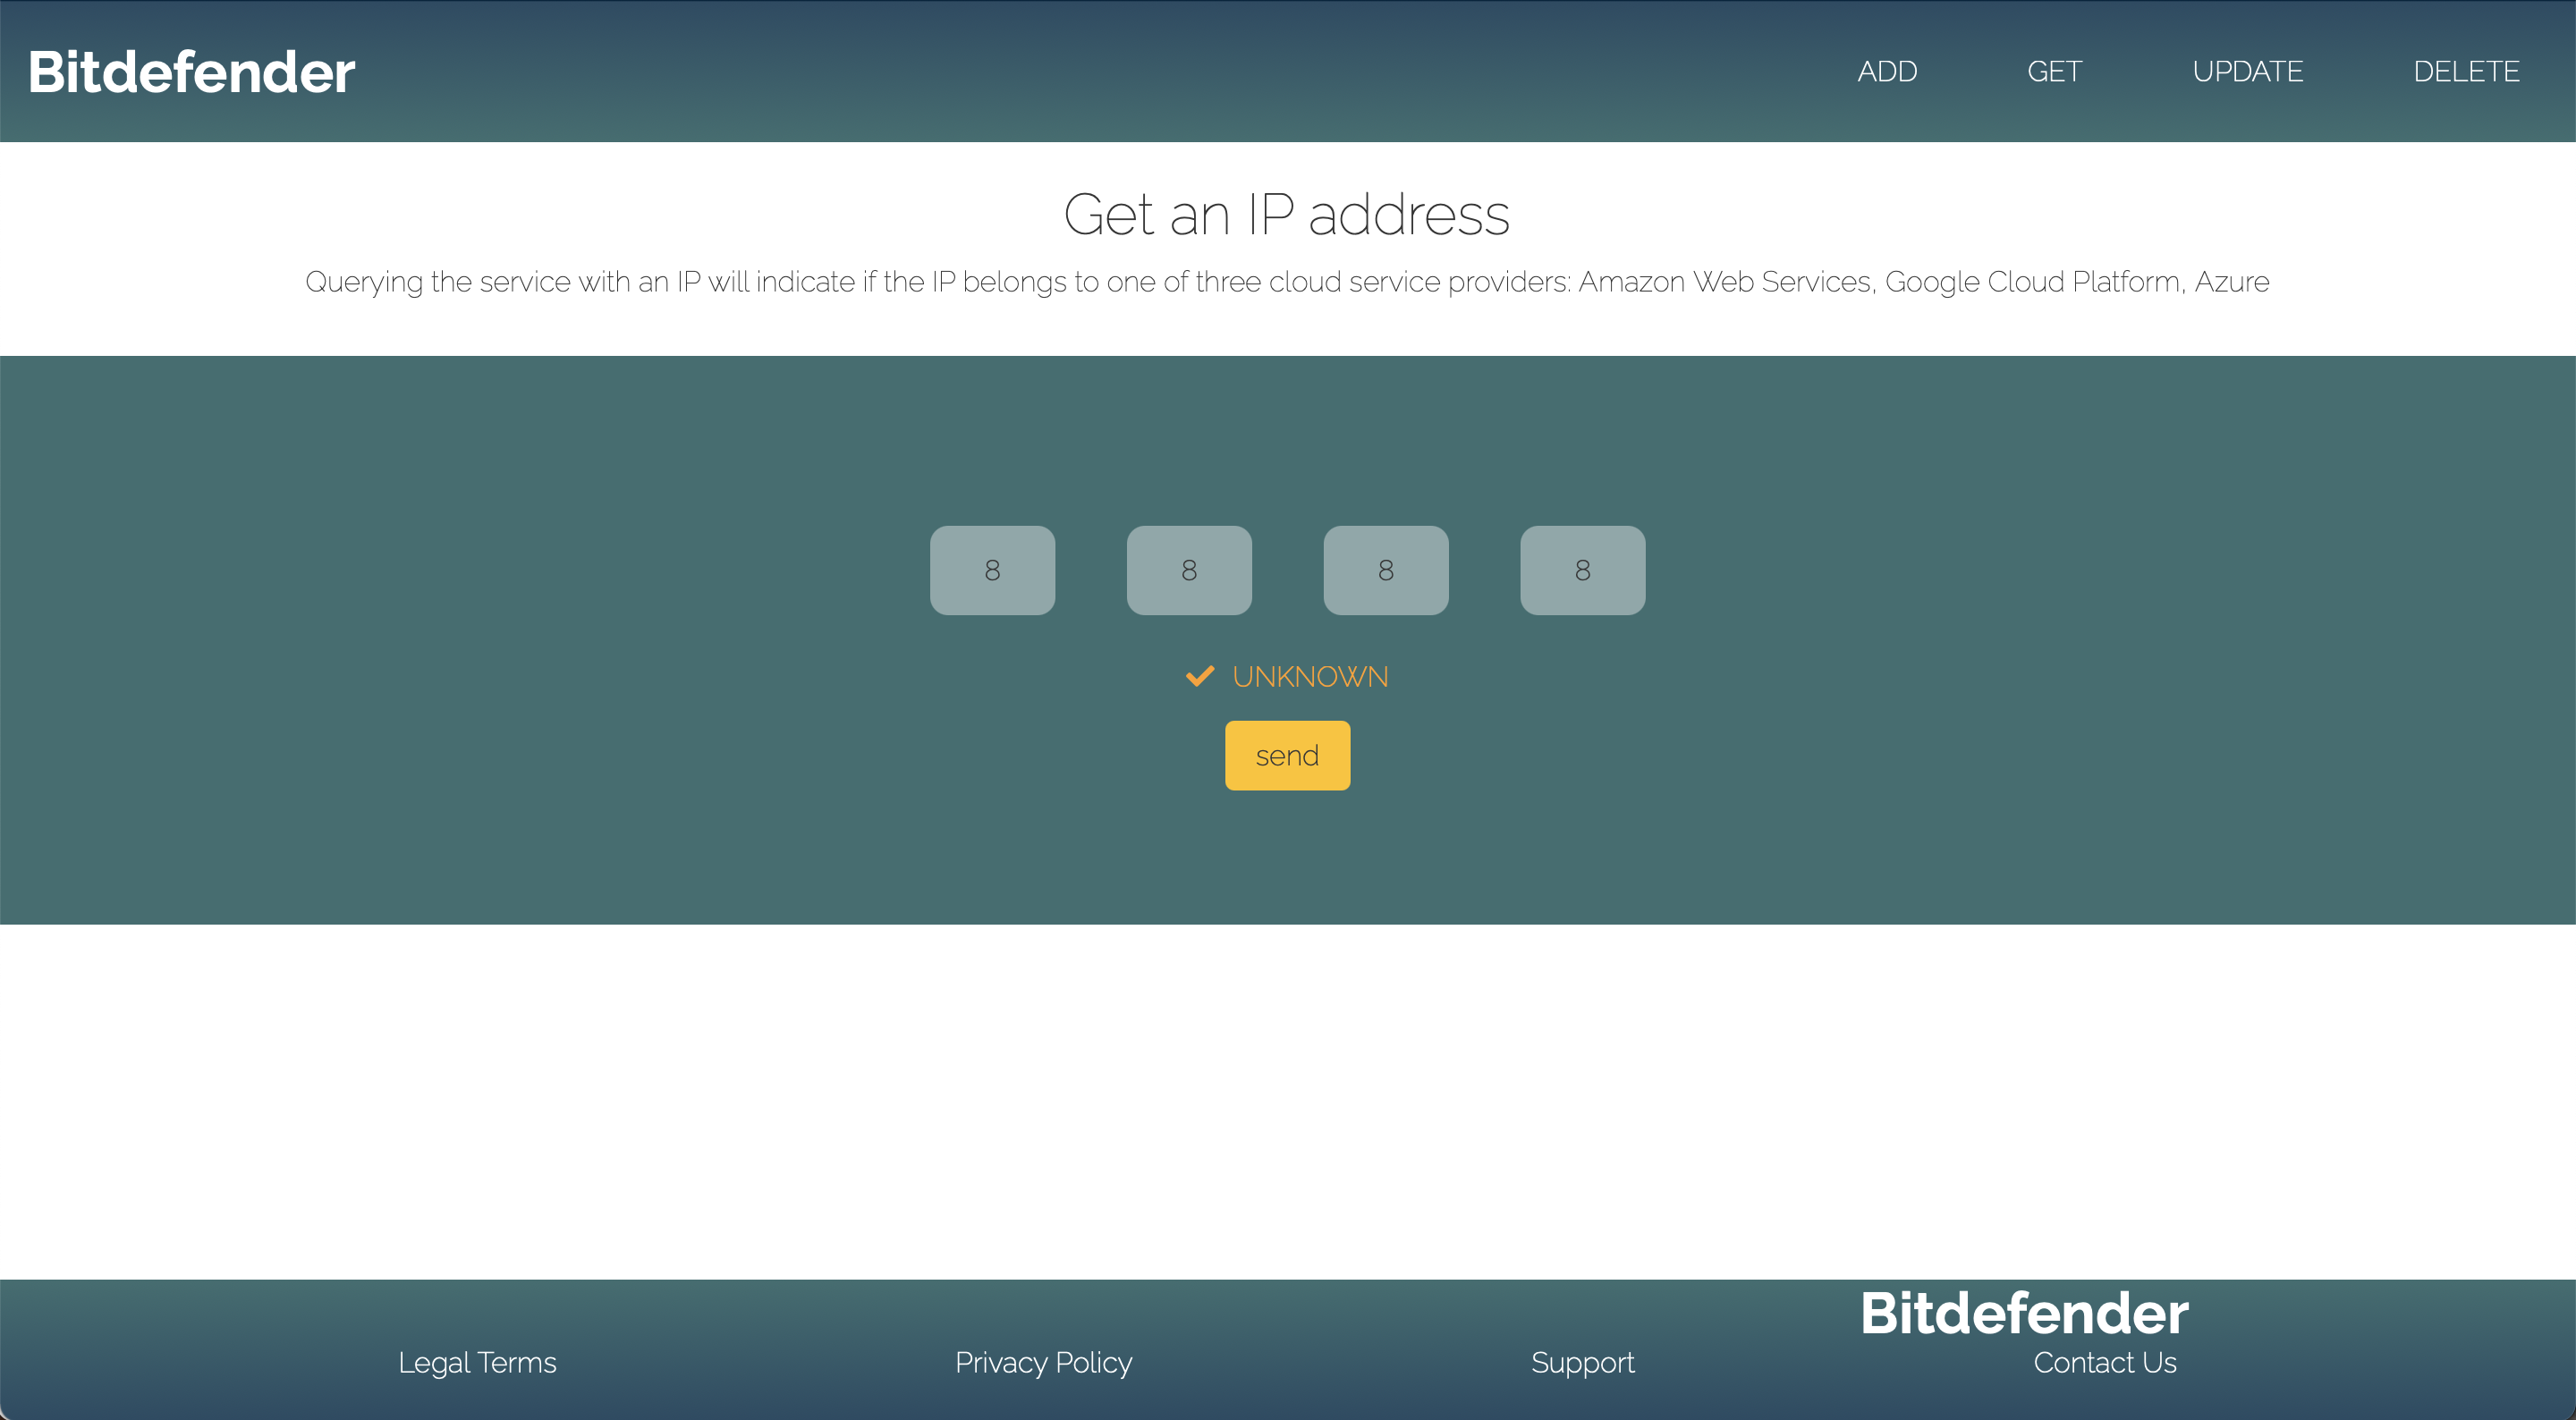 Bitdefender ADD GET UPDATE DELETE
Get an IP address
Querying the service with an IP will indicate if the IP belongs to one of three cloud service providers: Amazon Web Services, Google Cloud Platform, Azure
8 8 8 8
UNKNOWN
send
Bitdefender
Legal Terms Privacy Policy Support Contact Us